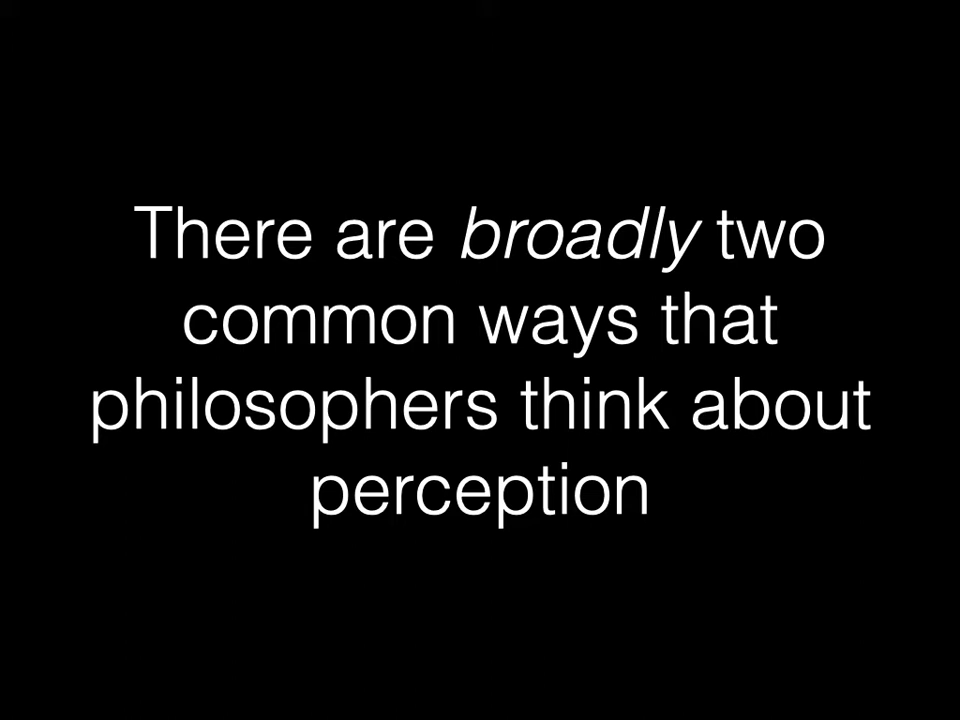 There are broadly two
common ways that
philosophers think about
perception